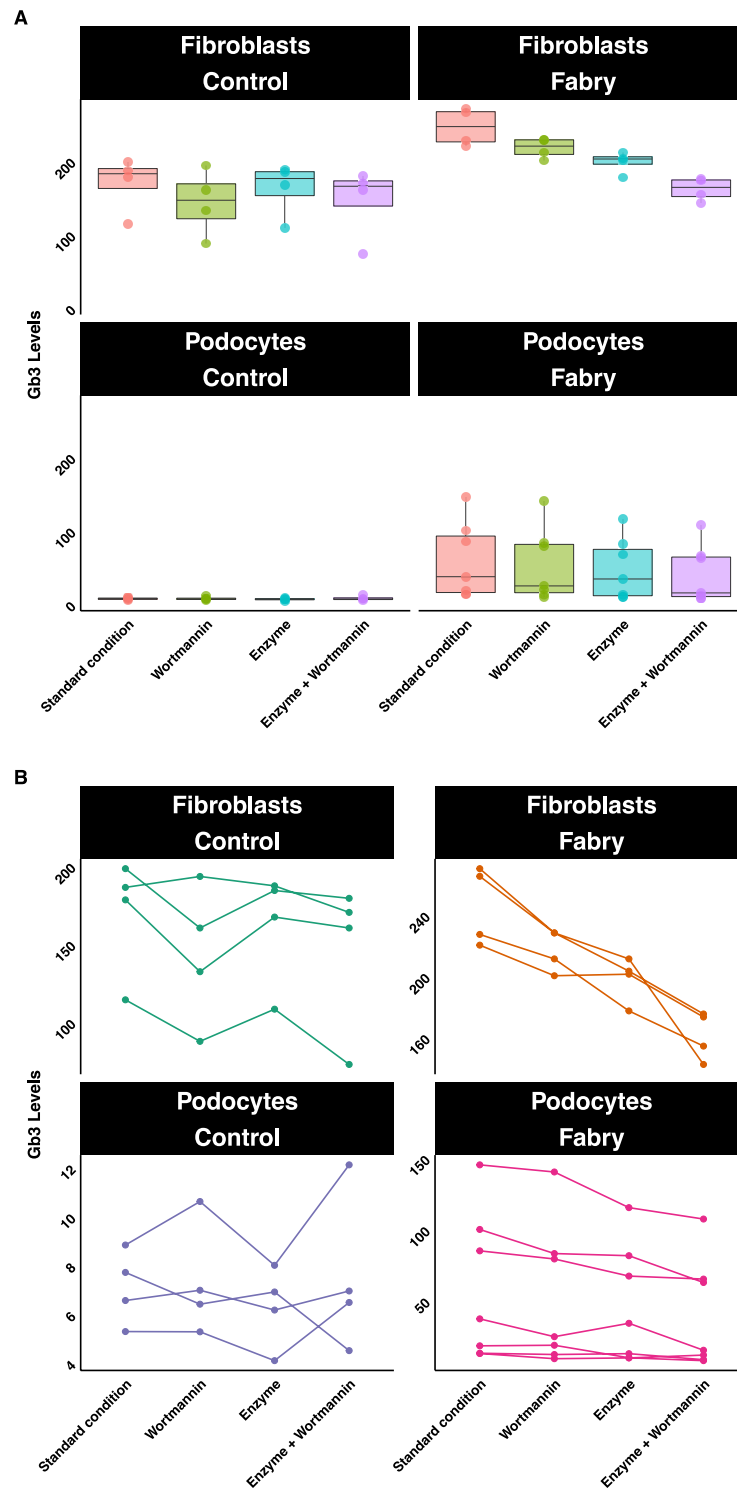 A
Fibroblasts
Control
Fibroblasts
Fabry
200
100
0
Gb3 Levels
Podocytes
Control
Podocytes
Fabry
200
100
0
Standard condition
Wortmannin
Enzyme
Enzyme + Wortmannin
Standard condition
Wortmannin
Enzyme
Enzyme + Wortmannin
B
Fibroblasts
Control
Fibroblasts
Fabry
200
150
100
240
200
160
Gb3 Levels
Podocytes
Control
Podocytes
Fabry
12
10
8
6
4
150
100
50
Standard condition
Wortmannin
Enzyme
Enzyme + Wortmannin
Standard condition
Wortmannin
Enzyme
Enzyme + Wortmannin